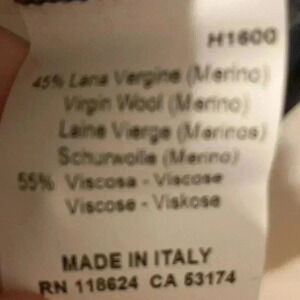 H1600
45% Lana Vergine (Merino)
Virgin Wool (Merino)
Laine Vierge (Merinos)
Schurwolle (Merino)
55% Viscosa - Viscose
Viscose - Viskose
MADE IN ITALY
RN 118624 CA 53174